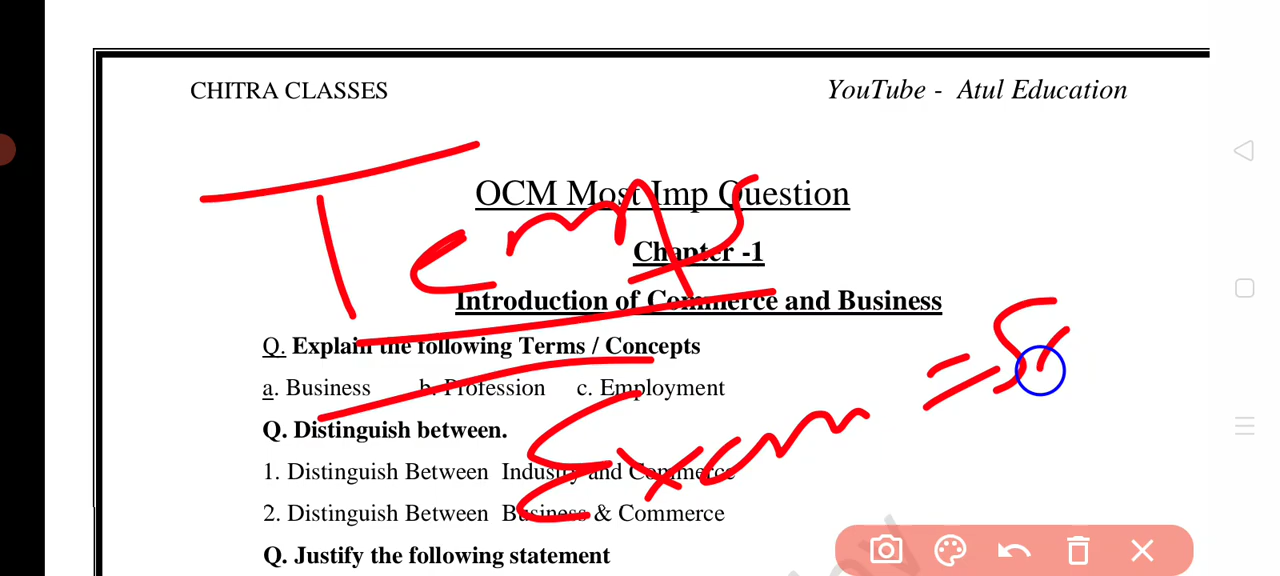 CHITRA CLASSES YouTube - Atul Education
OCM Most Imp Question
Chapter -1
Introduction of Commerce and Business
Q. Explain the following Terms / Concepts
a. Business b. Profession c. Employment
Q. Distinguish between.
1. Distinguish Between Industry and Commerce
2. Distinguish Between Business & Commerce
Q. Justify the following statement
Exam =